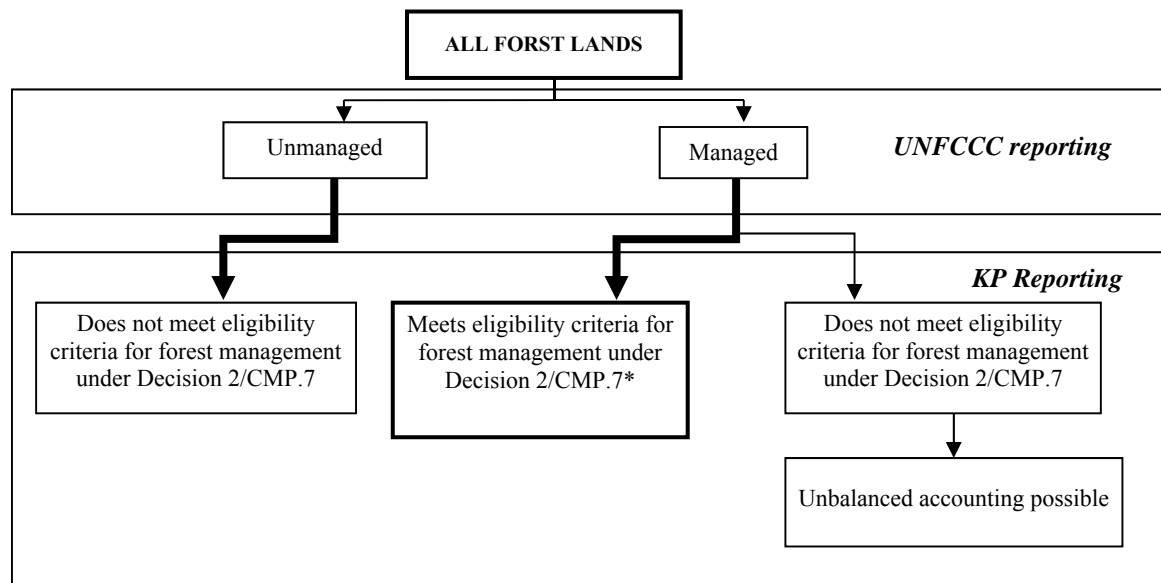 ALL FORST LANDS
Unmanaged
Managed
UNFCCC reporting
KP Reporting
Does not meet eligibility
criteria for forest management
under Decision 2/CMP.7
Meets eligibility criteria for
forest management under
Decision 2/CMP.7*
Does not meet eligibility
criteria for forest management
under Decision 2/CMP.7
Unbalanced accounting possible